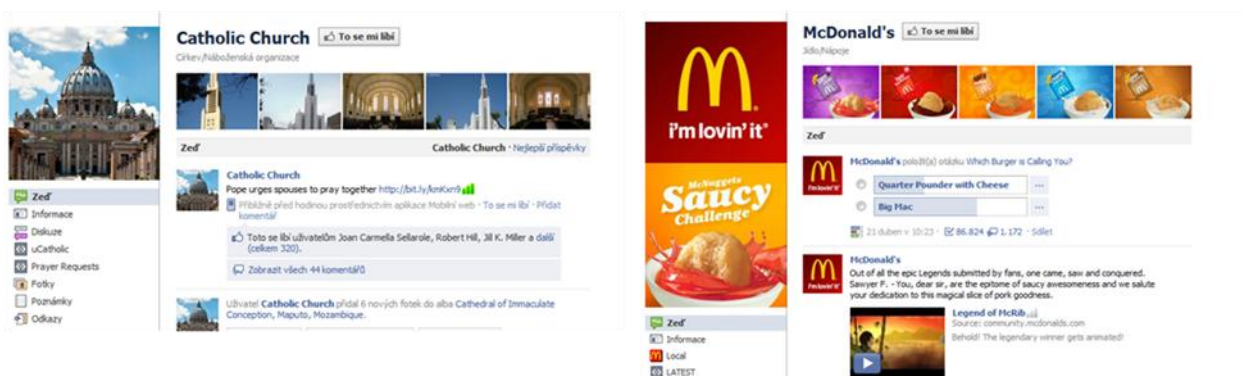 Catholic Church To se mi líbí
Církev/Náboženská organizace
Zeď Catholic Church · Nejlepší příspěvky
Catholic Church
Pope urges spouses to pray together http://bit.ly/knKxn9
Přibližně před hodinou prostřednictvím aplikace Mobilní web · To se mi líbí · Přidat
komentář
Toto se líbí uživatelům Joan Carmella Sellarole, Robert Hill, Jill K. Miller a další
(celkem 320).
Zobrazit všech 44 komentářů
Uživatel Catholic Church přidal 6 nových fotek do alba Cathedral of Immaculate
Conception, Maputo, Mozambique.
Zeď
Informace
Diskuze
uCatholic
Prayer Requests
Fotky
Poznámky
Odkazy
McDonald's To se mi líbí
Jídlo/Nápoje
i'm lovin' it®
McNuggets
Saucy
Challenge
Zeď
McDonald's položil(a) otázku Which Burger is Calling You?
Quarter Pounder with Cheese ...
Big Mac ...
21 duben v 10:23 · 86.824 1.172 · Sdílet
McDonald's
Out of all the epic Legends submitted by fans, one came, saw and conquered.
Sawyer F. - You, dear sir, are the epitome of saucy awesomeness and we salute
your dedication to this magical slice of pork goodness.
Legend of McRib
Source: community.mcdonalds.com
Behold! The legendary winner gets animated!
Zeď
Informace
Local
LATEST